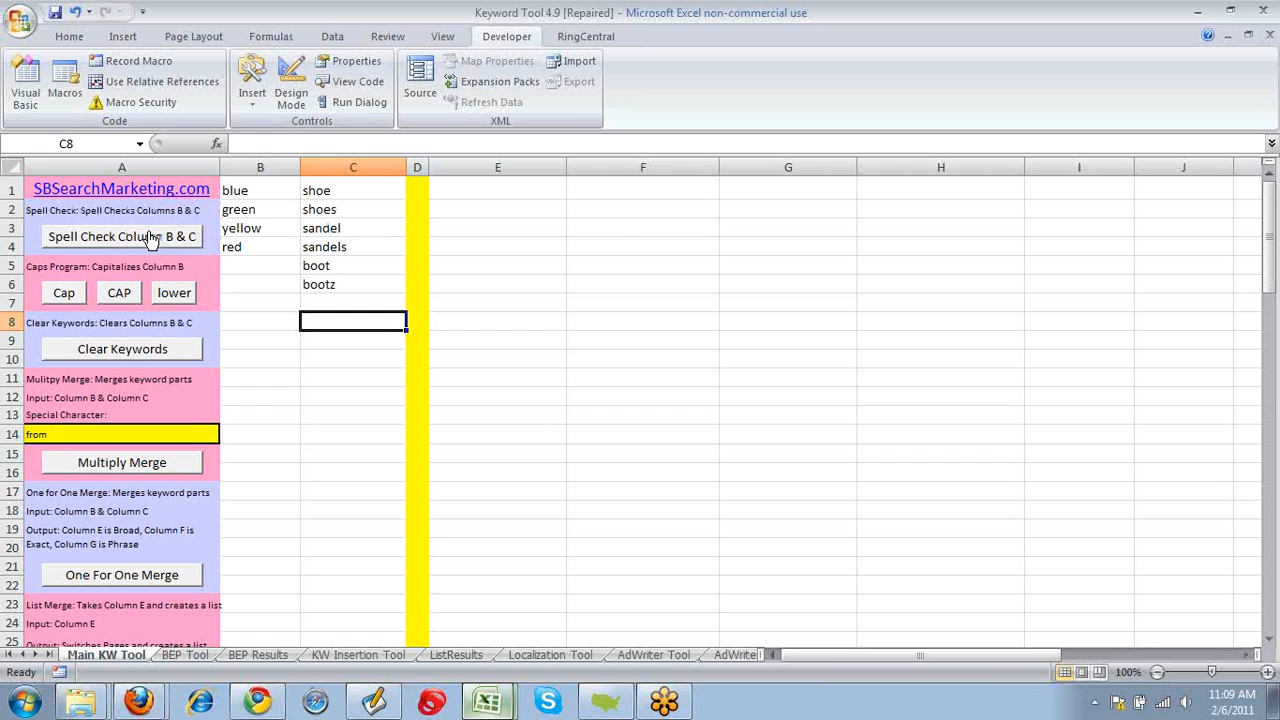 Keyword Tool 4.9 [Repaired] - Microsoft Excel non-commercial use
Home Insert Page Layout Formulas Data Review View Developer RingCentral
Visual Basic
Macros
Record Macro
Use Relative References
Macro Security
Code
Insert
Design Mode
Properties
View Code
Run Dialog
Controls
Source
Map Properties
Expansion Packs
Refresh Data
Import
Export
XML
C8 fx
A B C D E F G H I J
1 SBSearchMarketing.com blue shoe
2 Spell Check: Spell Checks Columns B & C green shoes
3 Spell Check Column B & C yellow sandel
4 red sandels
5 Caps Program: Capitalizes Column B boot
6 Cap CAP lower bootz
7
8 Clear Keywords: Clears Columns B & C
9 Clear Keywords
10
11 Mulitpy Merge: Merges keyword parts
12 Input: Column B & Column C
13 Special Character:
14 from
15 Multiply Merge
16
17 One for One Merge: Merges keyword parts
18 Input: Column B & Column C
19 Output: Column E is Broad, Column F is
20 Exact, Column G is Phrase
21 One For One Merge
22
23 List Merge: Takes Column E and creates a list
24 Input: Column E
25 Output: Switches Pages and creates a list
Main KW Tool BEP Tool BEP Results KW Insertion Tool ListResults Localization Tool AdWriter Tool AdWrite
Ready 100%
11:09 AM
2/6/2011